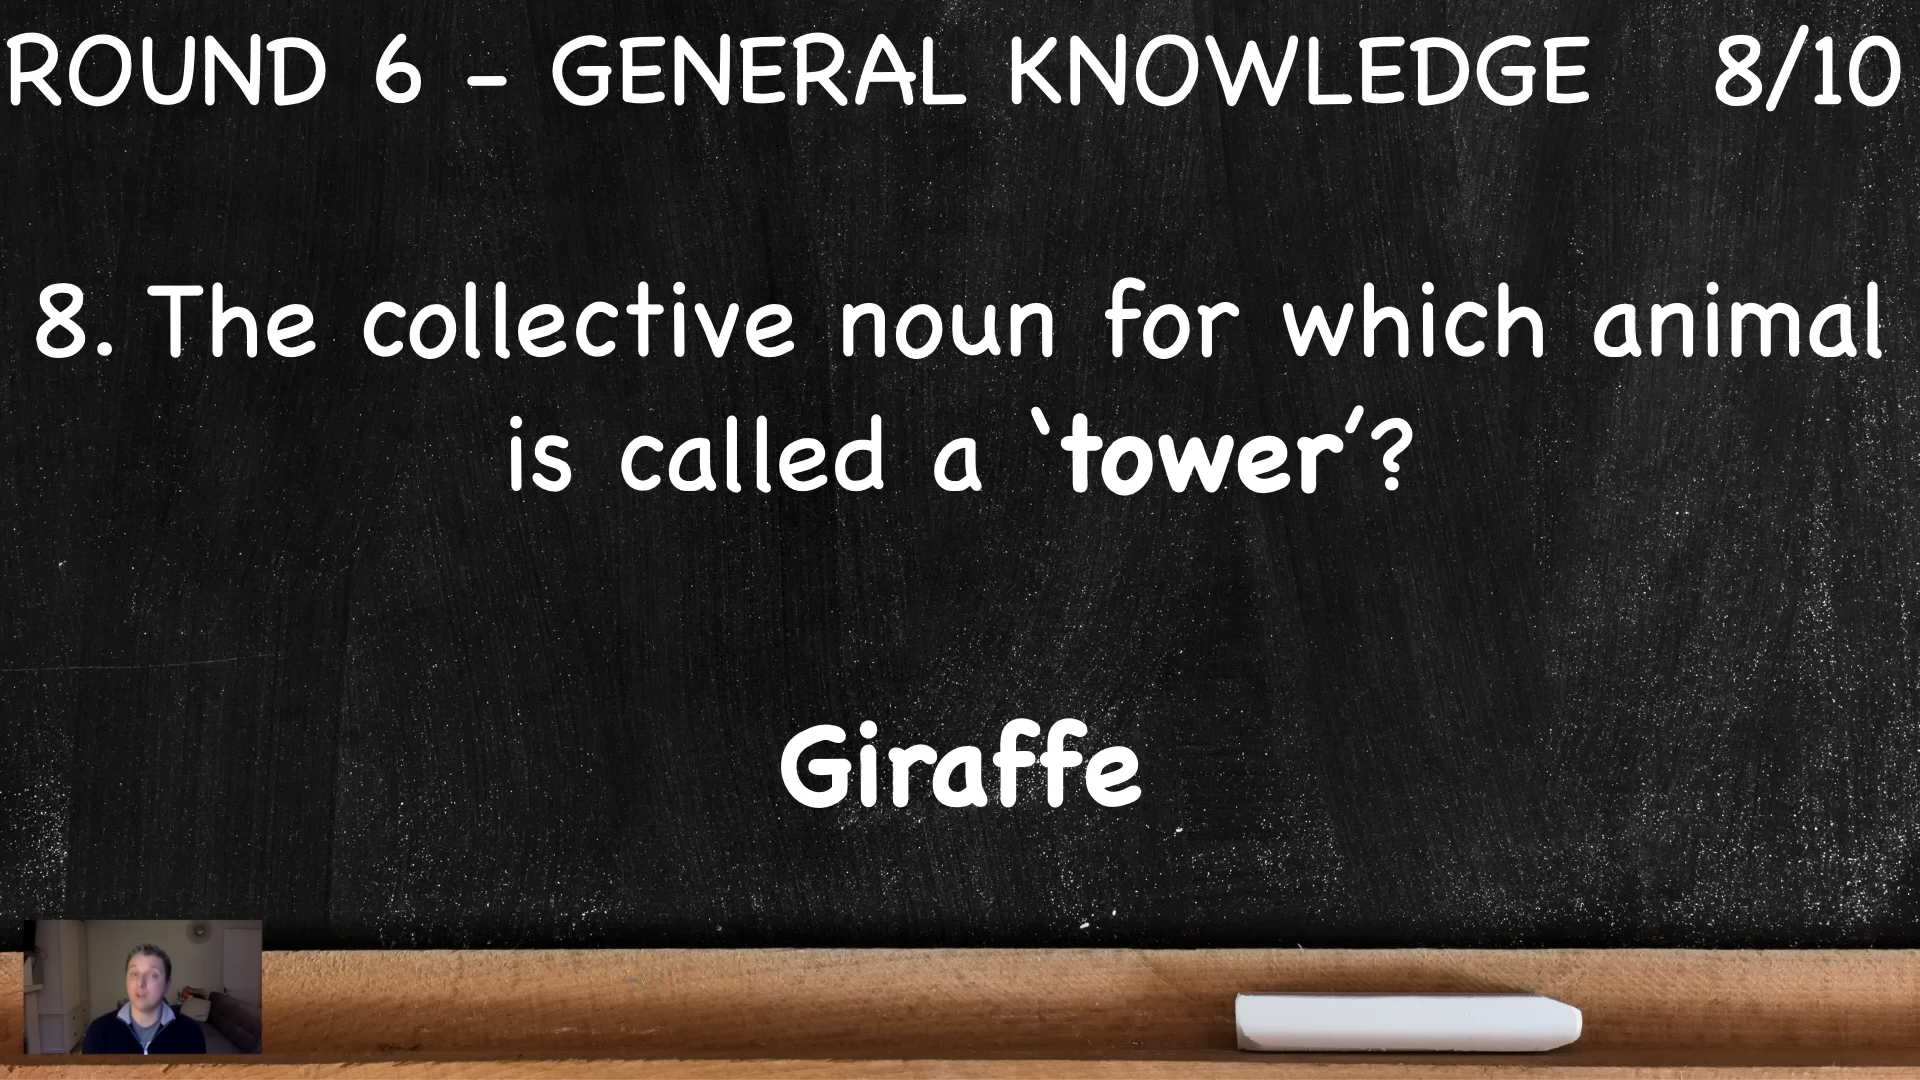 ROUND 6 - GENERAL KNOWLEDGE 8/10
8. The collective noun for which animal
is called a ‘tower’?
Giraffe